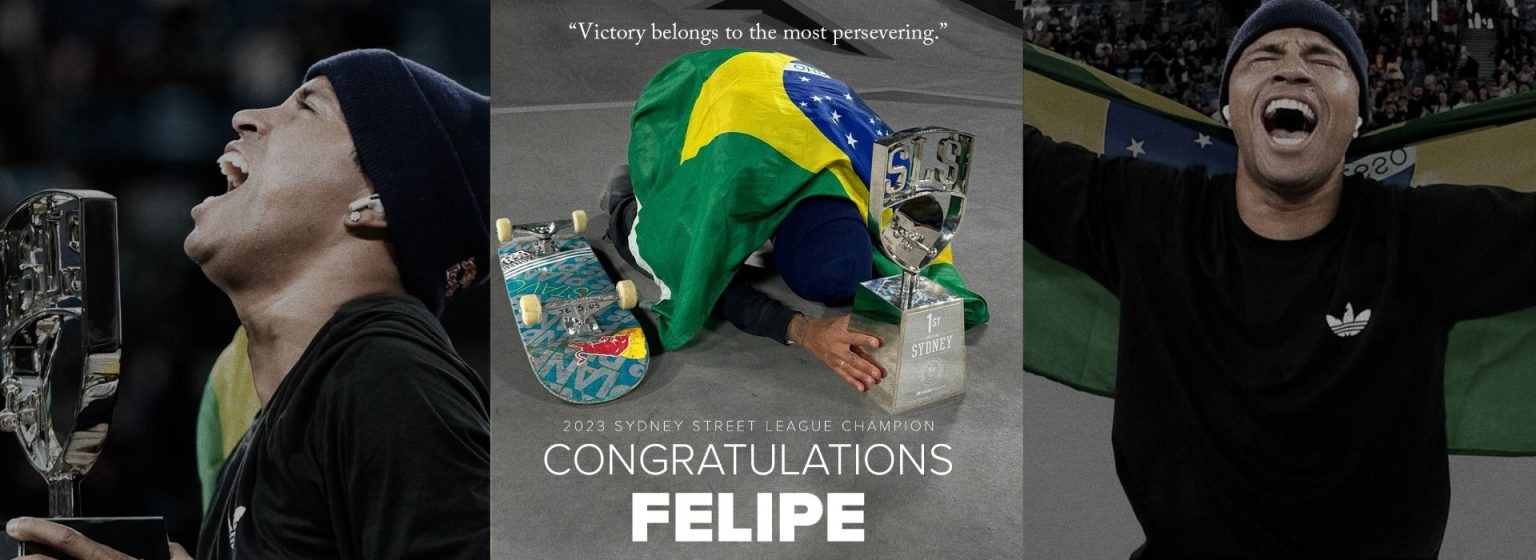 “Victory belongs to the most persevering.”
SLS
1ST
SYDNEY
2023 SYDNEY STREET LEAGUE CHAMPION
CONGRATULATIONS
FELIPE